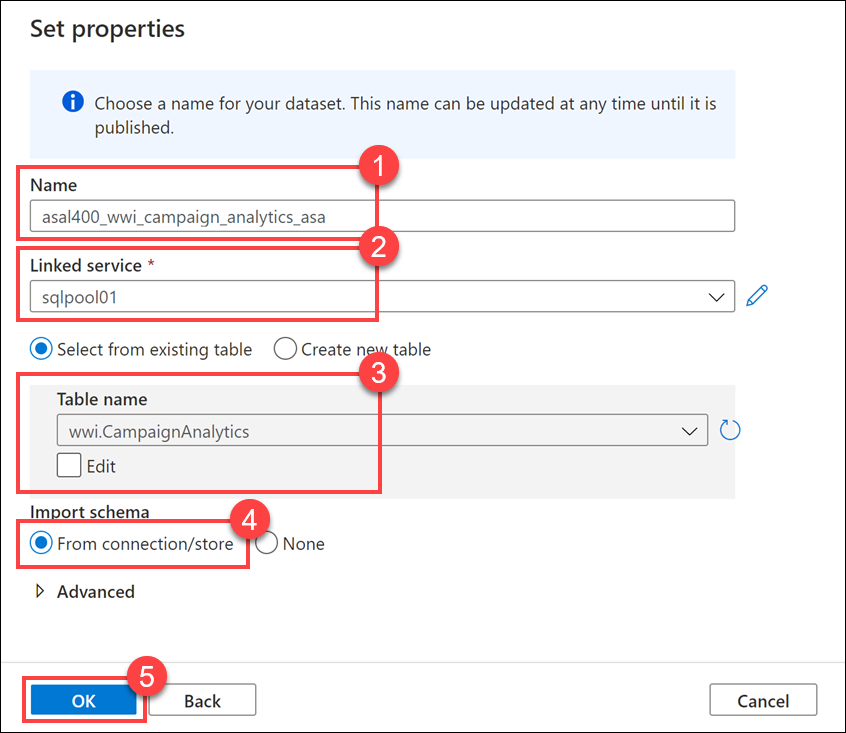 Set properties
Choose a name for your dataset. This name can be updated at any time until it is
published.
1
Name
asal400_wwi_campaign_analytics_asa
2
Linked service *
sqlpool01
Select from existing table
Create new table
3
Table name
wwi.CampaignAnalytics
Edit
Import schema
4
From connection/store
None
Advanced
5
OK
Back
Cancel